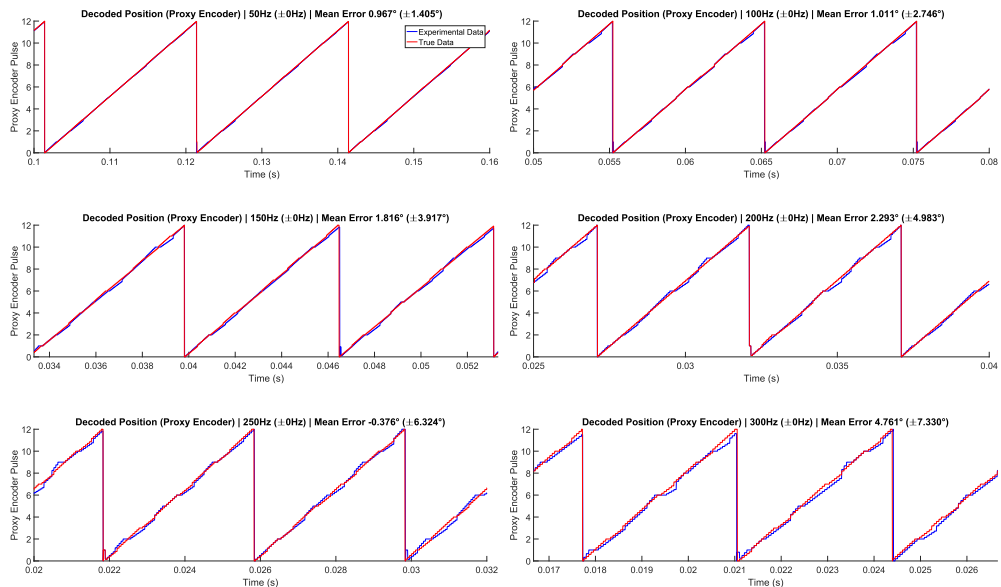 Decoded Position (Proxy Encoder) | 50Hz (±0Hz) | Mean Error 0.967° (±1.405°)
Proxy Encoder Pulse
12
10
8
6
4
2
0
0.1 0.11 0.12 0.13 0.14 0.15 0.16
Time (s)
Experimental Data
True Data
Decoded Position (Proxy Encoder) | 100Hz (±0Hz) | Mean Error 1.011° (±2.746°)
Proxy Encoder Pulse
12
10
8
6
4
2
0
0.05 0.055 0.06 0.065 0.07 0.075 0.08
Time (s)
Decoded Position (Proxy Encoder) | 150Hz (±0Hz) | Mean Error 1.816° (±3.917°)
Proxy Encoder Pulse
12
10
8
6
4
2
0
0.034 0.036 0.038 0.04 0.042 0.044 0.046 0.048 0.05 0.052
Time (s)
Decoded Position (Proxy Encoder) | 200Hz (±0Hz) | Mean Error 2.293° (±4.983°)
Proxy Encoder Pulse
12
10
8
6
4
2
0
0.025 0.03 0.035 0.04
Time (s)
Decoded Position (Proxy Encoder) | 250Hz (±0Hz) | Mean Error -0.376° (±6.324°)
Proxy Encoder Pulse
12
10
8
6
4
2
0
0.02 0.022 0.024 0.026 0.028 0.03 0.032
Time (s)
Decoded Position (Proxy Encoder) | 300Hz (±0Hz) | Mean Error 4.761° (±7.330°)
Proxy Encoder Pulse
12
10
8
6
4
2
0
0.017 0.018 0.019 0.02 0.021 0.022 0.023 0.024 0.025 0.026
Time (s)